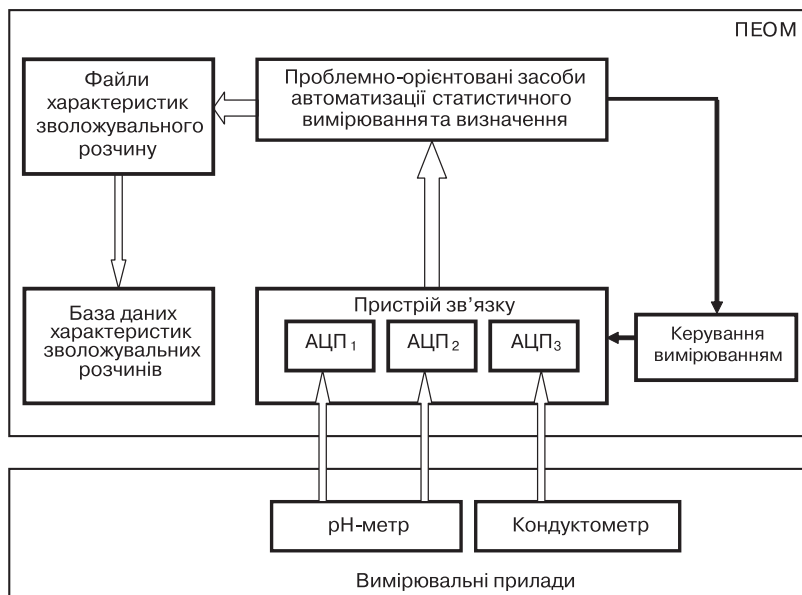 ПЕОМ
Файли
характеристик
зволожувального
розчину
Проблемно-орієнтовані засоби
автоматизації статистичного
вимірювання та визначення
База даних
характеристик
зволожувальних
розчинів
Пристрій зв’язку
АЦП1
АЦП2
АЦП3
Керування
вимірюванням
рН-метр
Кондуктометр
Вимірювальні прилади